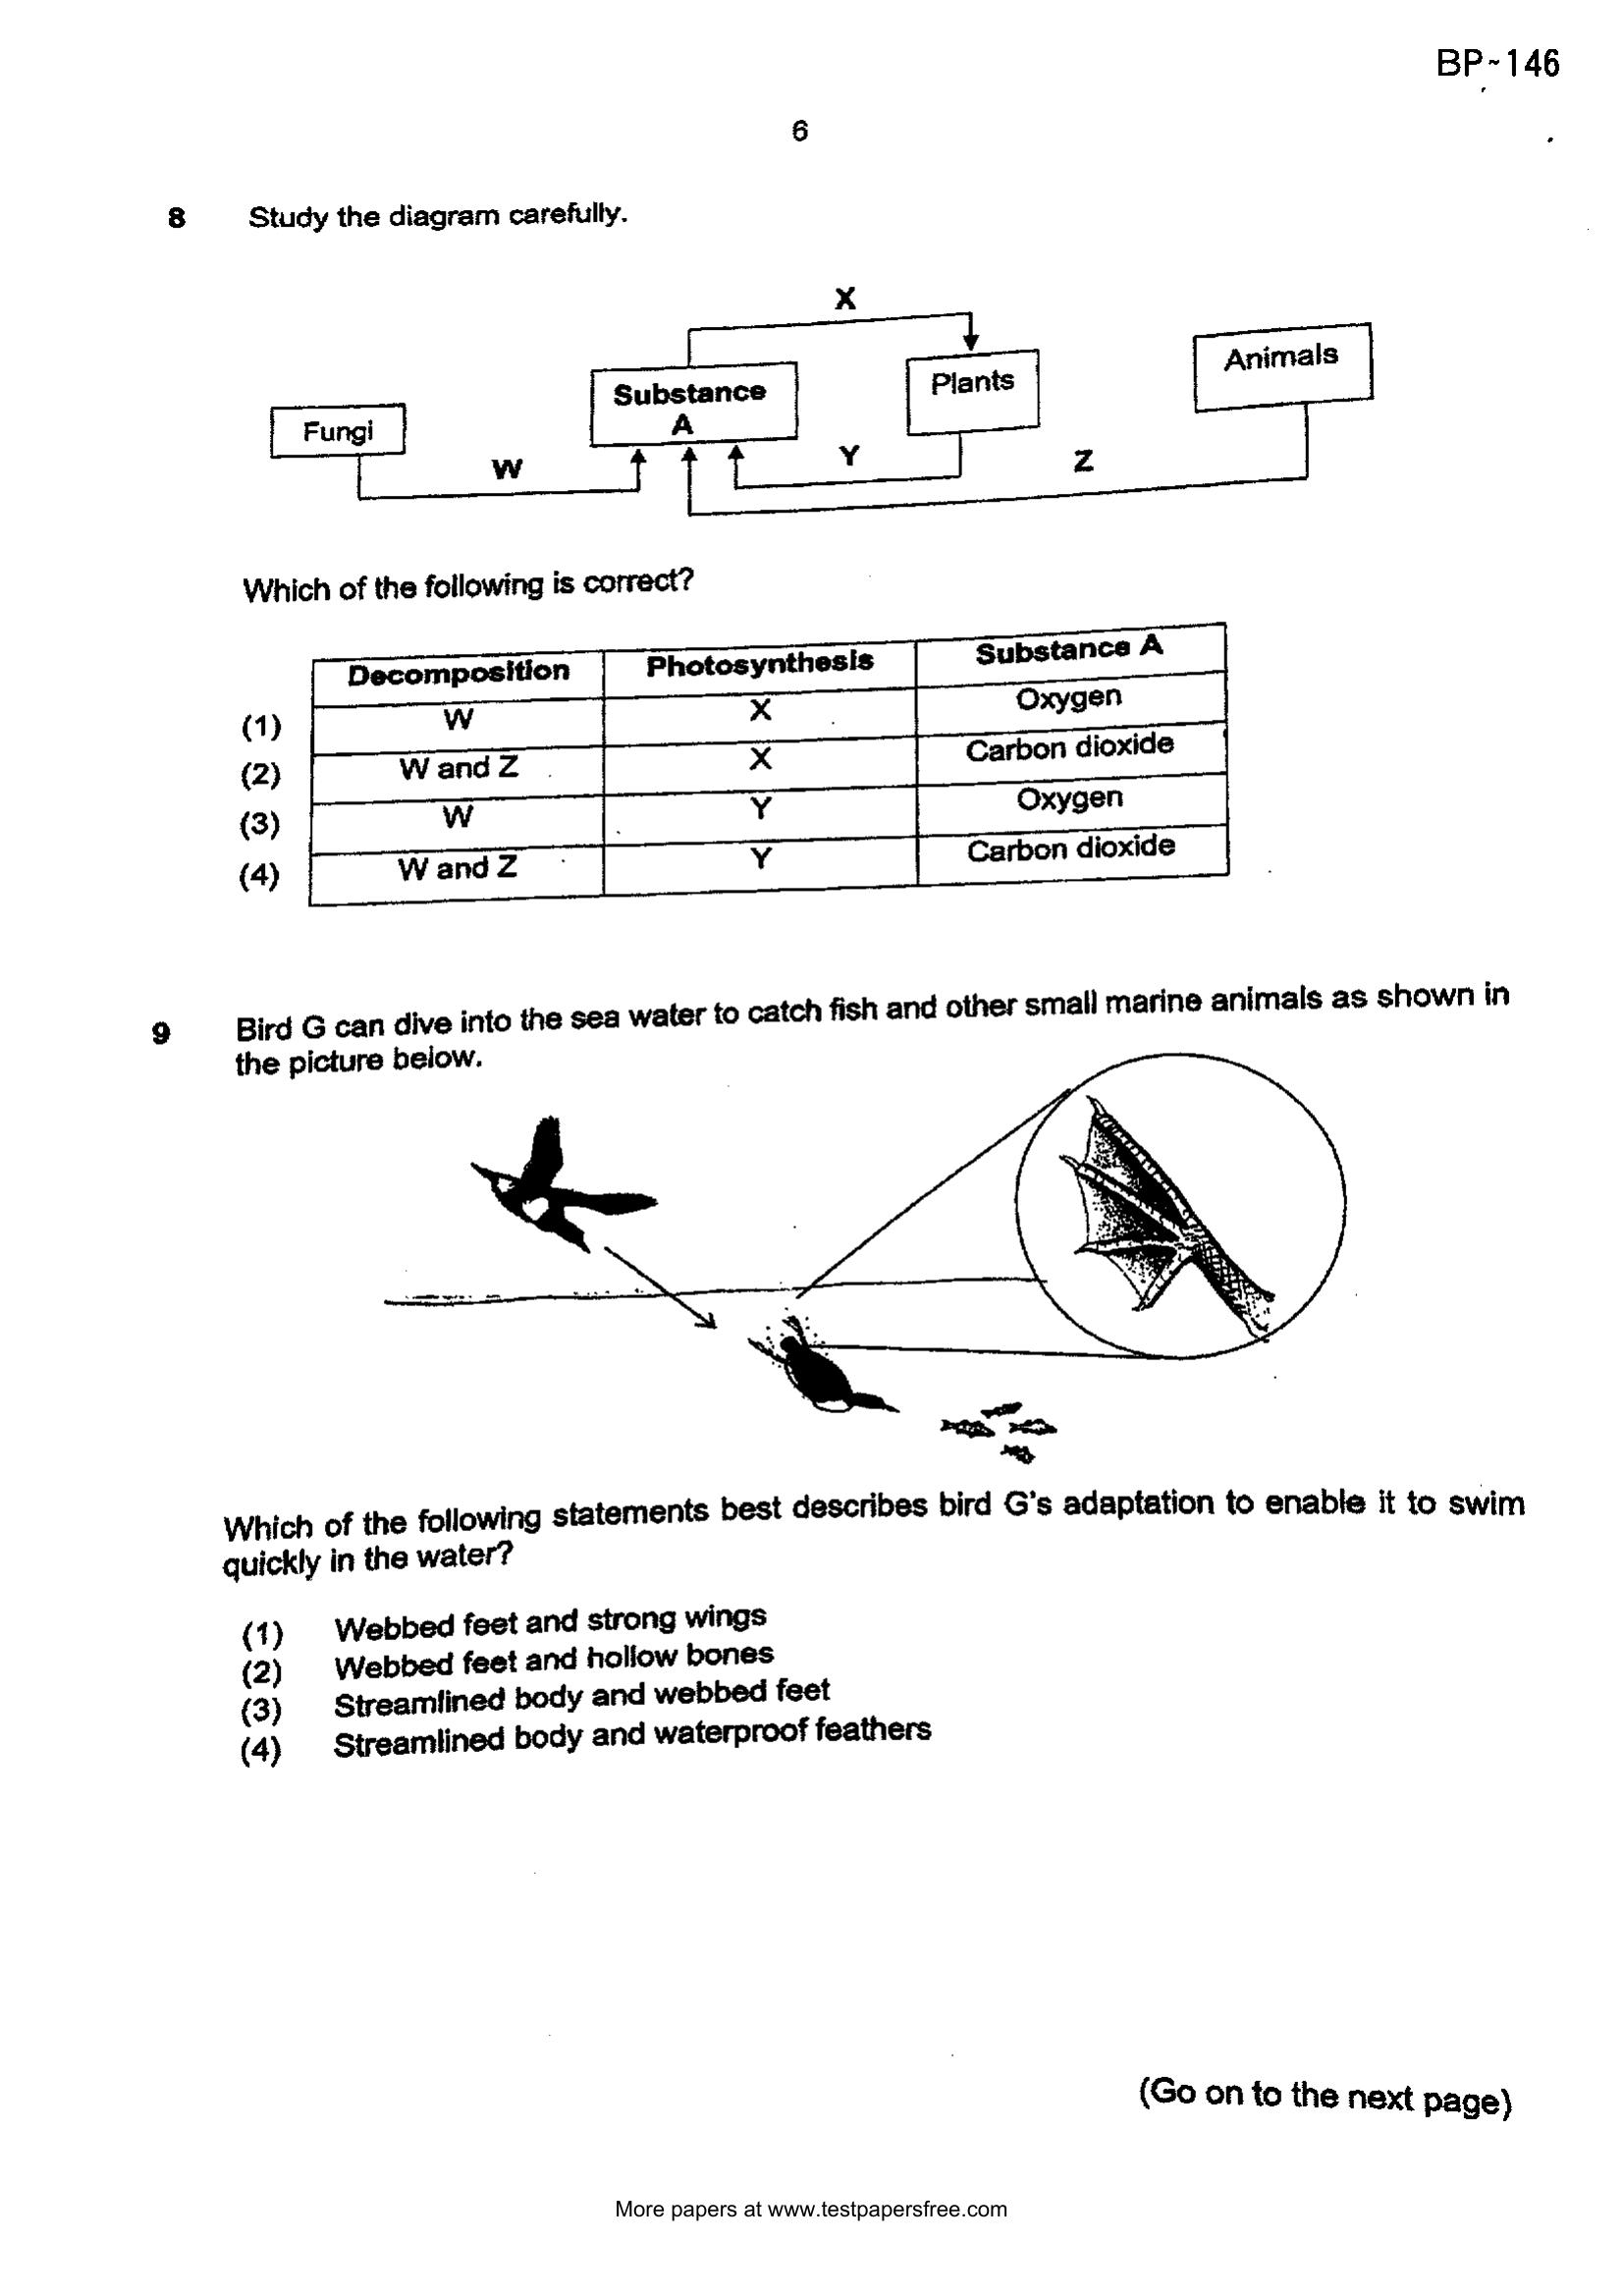 BP~146
6
8 Study the diagram carefully.
X
Substance
A
Plants
Animals
Fungi
W
Y
Z
Which of the following is correct?
Decomposition Photosynthesis Substance A
(1) W X Oxygen
(2) W and Z X Carbon dioxide
(3) W Y Oxygen
(4) W and Z Y Carbon dioxide
9 Bird G can dive into the sea water to catch fish and other small marine animals as shown in
the picture below.
Which of the following statements best describes bird G's adaptation to enable it to swim
quickly in the water?
(1) Webbed feet and strong wings
(2) Webbed feet and hollow bones
(3) Streamlined body and webbed feet
(4) Streamlined body and waterproof feathers
(Go on to the next page)
More papers at www.testpapersfree.com